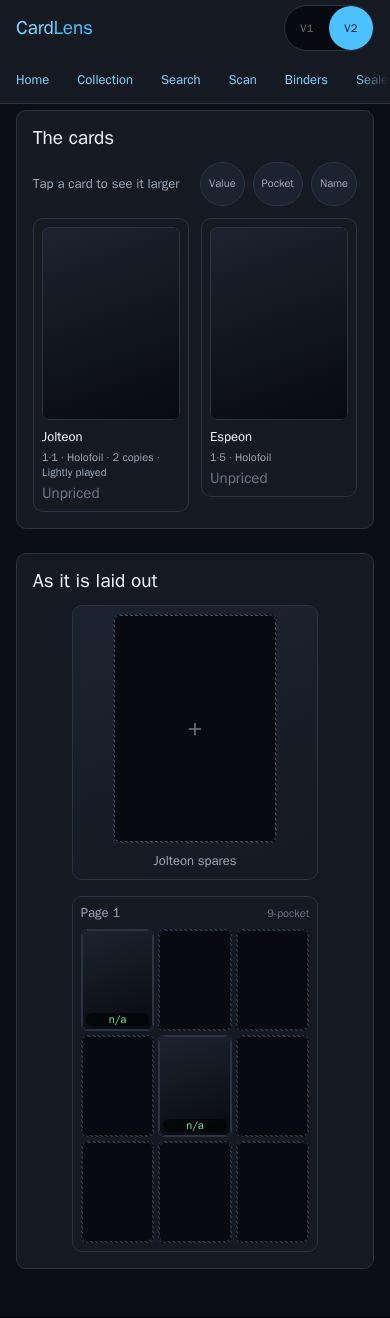 CardLens
V1 V2
Home Collection Search Scan Binders Seale
The cards
Tap a card to see it larger
Value Pocket Name
Jolteon
1·1 · Holofoil · 2 copies ·
Lightly played
Unpriced
Espeon
1·5 · Holofoil
Unpriced
As it is laid out
+
Jolteon spares
Page 1
9-pocket
n/a
n/a